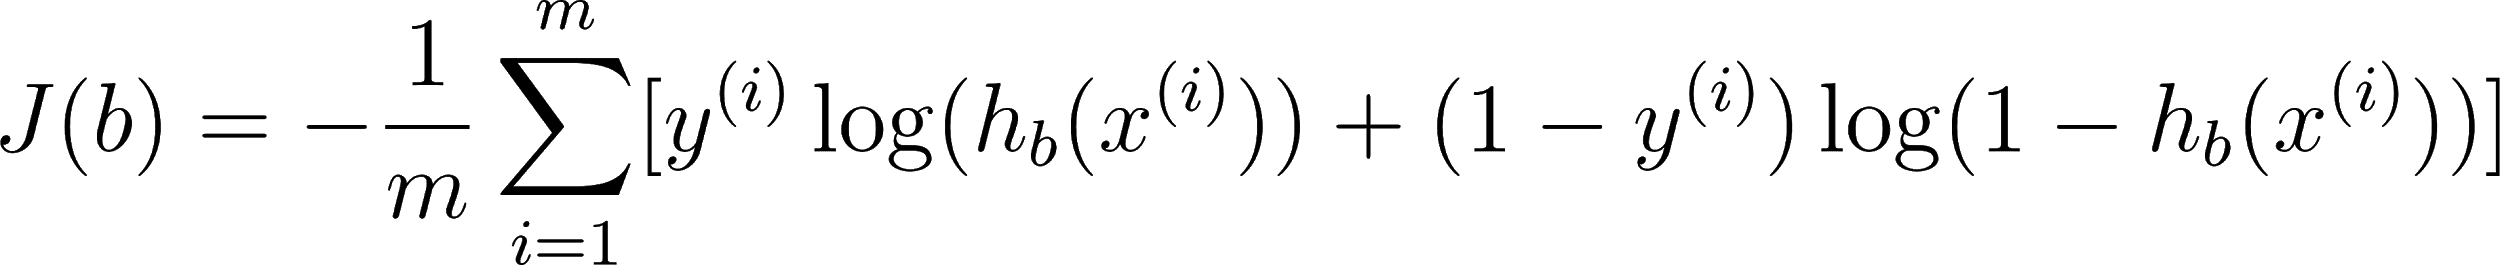 J(b) = -\frac{1}{m} \sum_{i=1}^{m} [y^{(i)} \log(h_b(x^{(i)})) + (1 - y^{(i)}) \log(1 - h_b(x^{(i)}))]